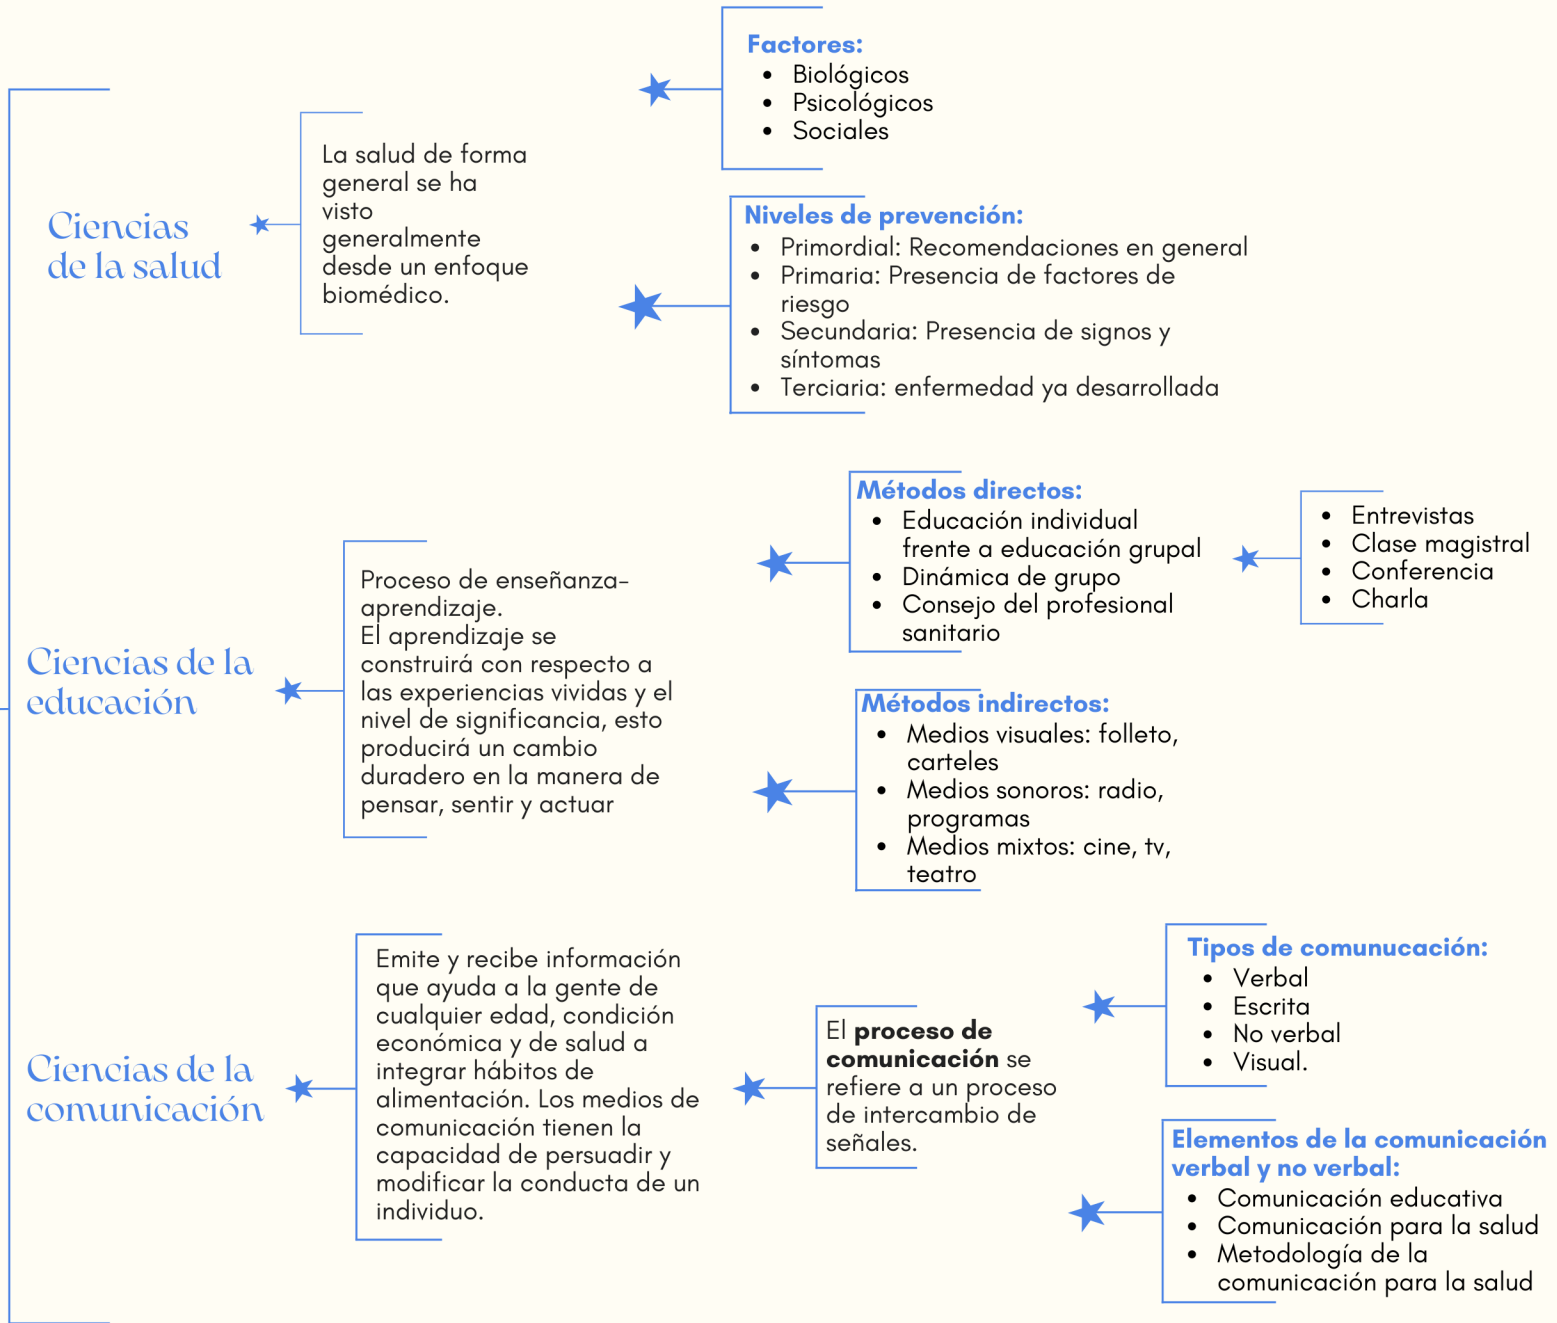 Ciencias
de la salud
La salud de forma
general se ha
visto
generalmente
desde un enfoque
biomédico.
Factores:
• Biológicos
• Psicológicos
• Sociales
Niveles de prevención:
• Primordial: Recomendaciones en general
• Primaria: Presencia de factores de
riesgo
• Secundaria: Presencia de signos y
síntomas
• Terciaria: enfermedad ya desarrollada
Ciencias de la
educación
Proceso de enseñanza-
aprendizaje.
El aprendizaje se
construirá con respecto a
las experiencias vividas y el
nivel de significancia, esto
producirá un cambio
duradero en la manera de
pensar, sentir y actuar
Métodos directos:
• Educación individual
frente a educación grupal
• Dinámica de grupo
• Consejo del profesional
sanitario
• Entrevistas
• Clase magistral
• Conferencia
• Charla
Métodos indirectos:
• Medios visuales: folleto,
carteles
• Medios sonoros: radio,
programas
• Medios mixtos: cine, tv,
teatro
Ciencias de la
comunicación
Emite y recibe información
que ayuda a la gente de
cualquier edad, condición
económica y de salud a
integrar hábitos de
alimentación. Los medios de
comunicación tienen la
capacidad de persuadir y
modificar la conducta de un
individuo.
El proceso de
comunicación se
refiere a un proceso
de intercambio de
señales.
Tipos de comunucación:
• Verbal
• Escrita
• No verbal
• Visual.
Elementos de la comunicación
verbal y no verbal:
• Comunicación educativa
• Comunicación para la salud
• Metodología de la
comunicación para la salud